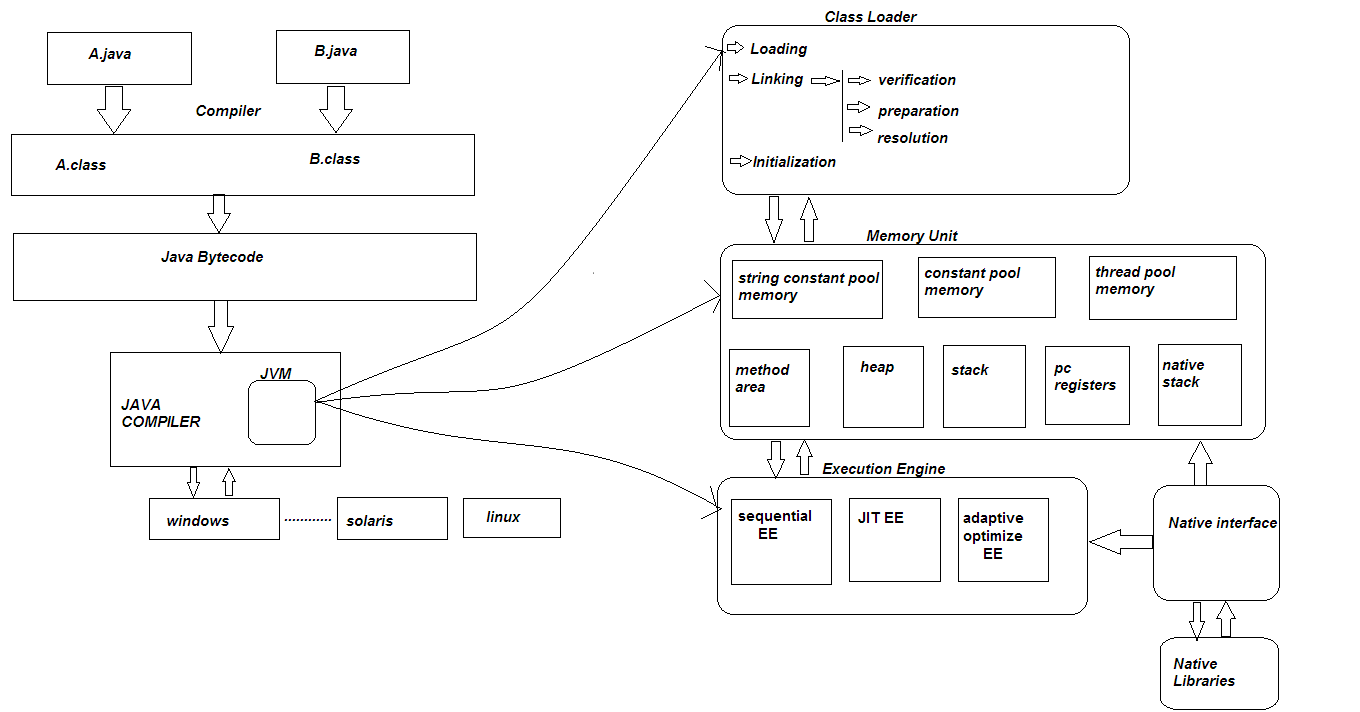 A.java
B.java
Compiler
A.class
B.class
Java Bytecode
JVM
JAVA
COMPILER
windows
............
solaris
linux
Class Loader
Loading
Linking
verification
preparation
resolution
Initialization
Memory Unit
string constant pool
memory
constant pool
memory
thread pool
memory
method
area
heap
stack
pc
registers
native
stack
Execution Engine
sequential
EE
JIT EE
adaptive
optimize
EE
Native interface
Native
Libraries